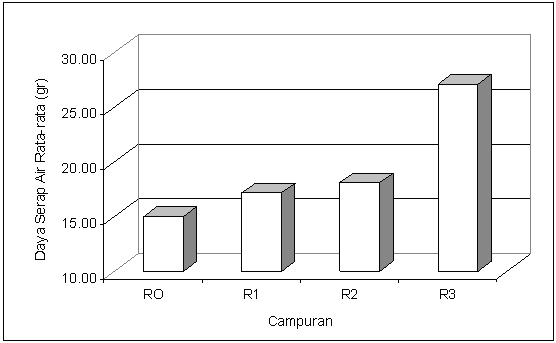 Daya Serap Air Rata-rata (gr)
30.00
25.00
20.00
15.00
10.00
RO R1 R2 R3
Campuran